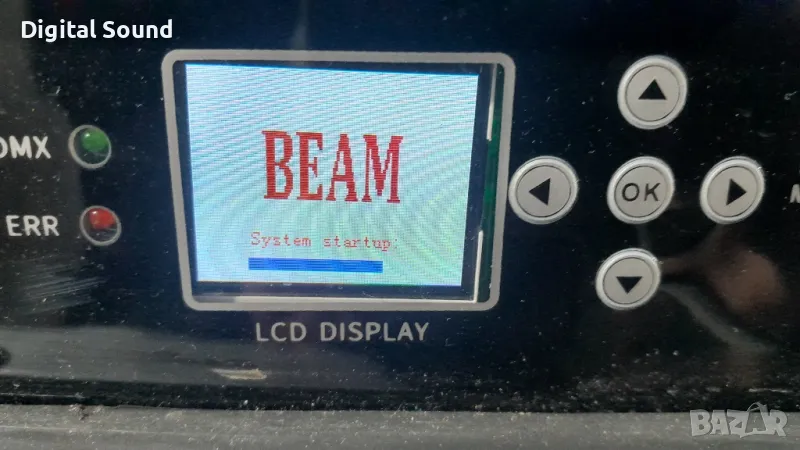 Digital Sound
BEAM
System startup:
DMX
ERR
OK
LCD DISPLAY
BAZAR